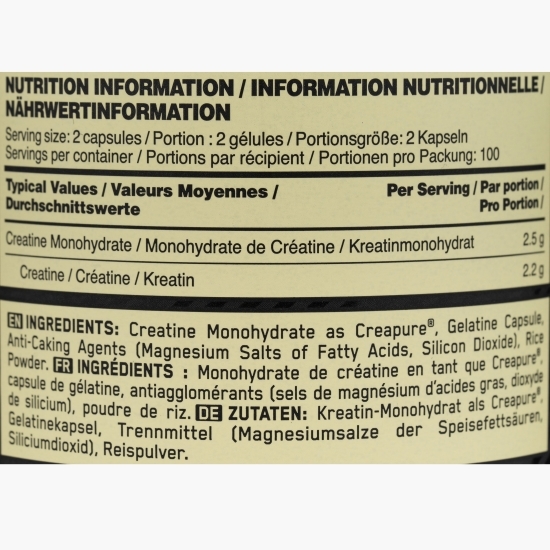 NUTRITION INFORMATION / INFORMATION NUTRITIONNELLE /
NÄHRWERTINFORMATION
Serving size: 2 capsules / Portion : 2 gélules / Portionsgröße: 2 Kapseln
Servings per container / Portions par récipient / Portionen pro Packung: 100
Typical Values / Valeurs Moyennes / Per Serving / Par portion /
Durchschnittswerte Pro Portion /
Creatine Monohydrate / Monohydrate de Créatine / Kreatinmonohydrat 2.5 g
Creatine / Créatine / Kreatin 2.2 g
EN INGREDIENTS: Creatine Monohydrate as Creapure®, Gelatine Capsule,
Anti-Caking Agents (Magnesium Salts of Fatty Acids, Silicon Dioxide), Rice
Powder. FR INGRÉDIENTS : Monohydrate de créatine en tant que Creapure®,
capsule de gélatine, antiagglomérants (sels de magnésium d'acides gras, dioxyde
de silicium), poudre de riz. DE ZUTATEN: Kreatin-Monohydrat als Creapure®,
Gelatinekapsel, Trennmittel (Magnesiumsalze der Speisefettsäuren,
Siliciumdioxid), Reispulver.